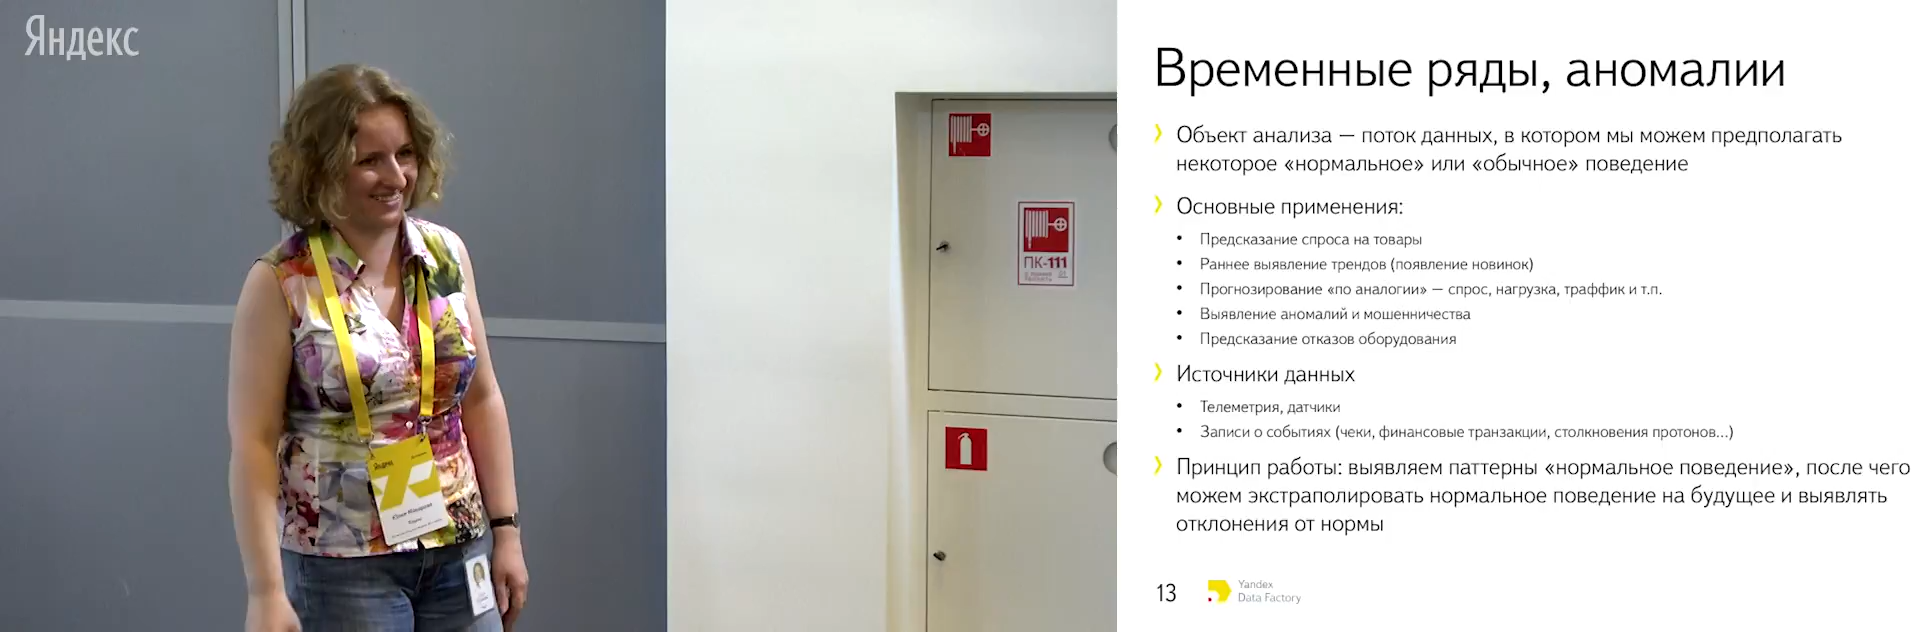 Яндекс
ПК-111
Яндекс
Временные ряды, аномалии
Объект анализа — поток данных, в котором мы можем предполагать
некоторое «нормальное» или «обычное» поведение
Основные применения:
Предсказание спроса на товары
Раннее выявление трендов (появление новинок)
Прогнозирование «по аналогии» — спрос, нагрузка, траффик и т.п.
Выявление аномалий и мошенничества
Предсказание отказов оборудования
Источники данных
Телеметрия, датчики
Записи о событиях (чеки, финансовые транзакции, столкновения протонов...)
Принцип работы: выявляем паттерны «нормальное поведение», после чего
можем экстраполировать нормальное поведение на будущее и выявлять
отклонения от нормы
13
Yandex
Data Factory